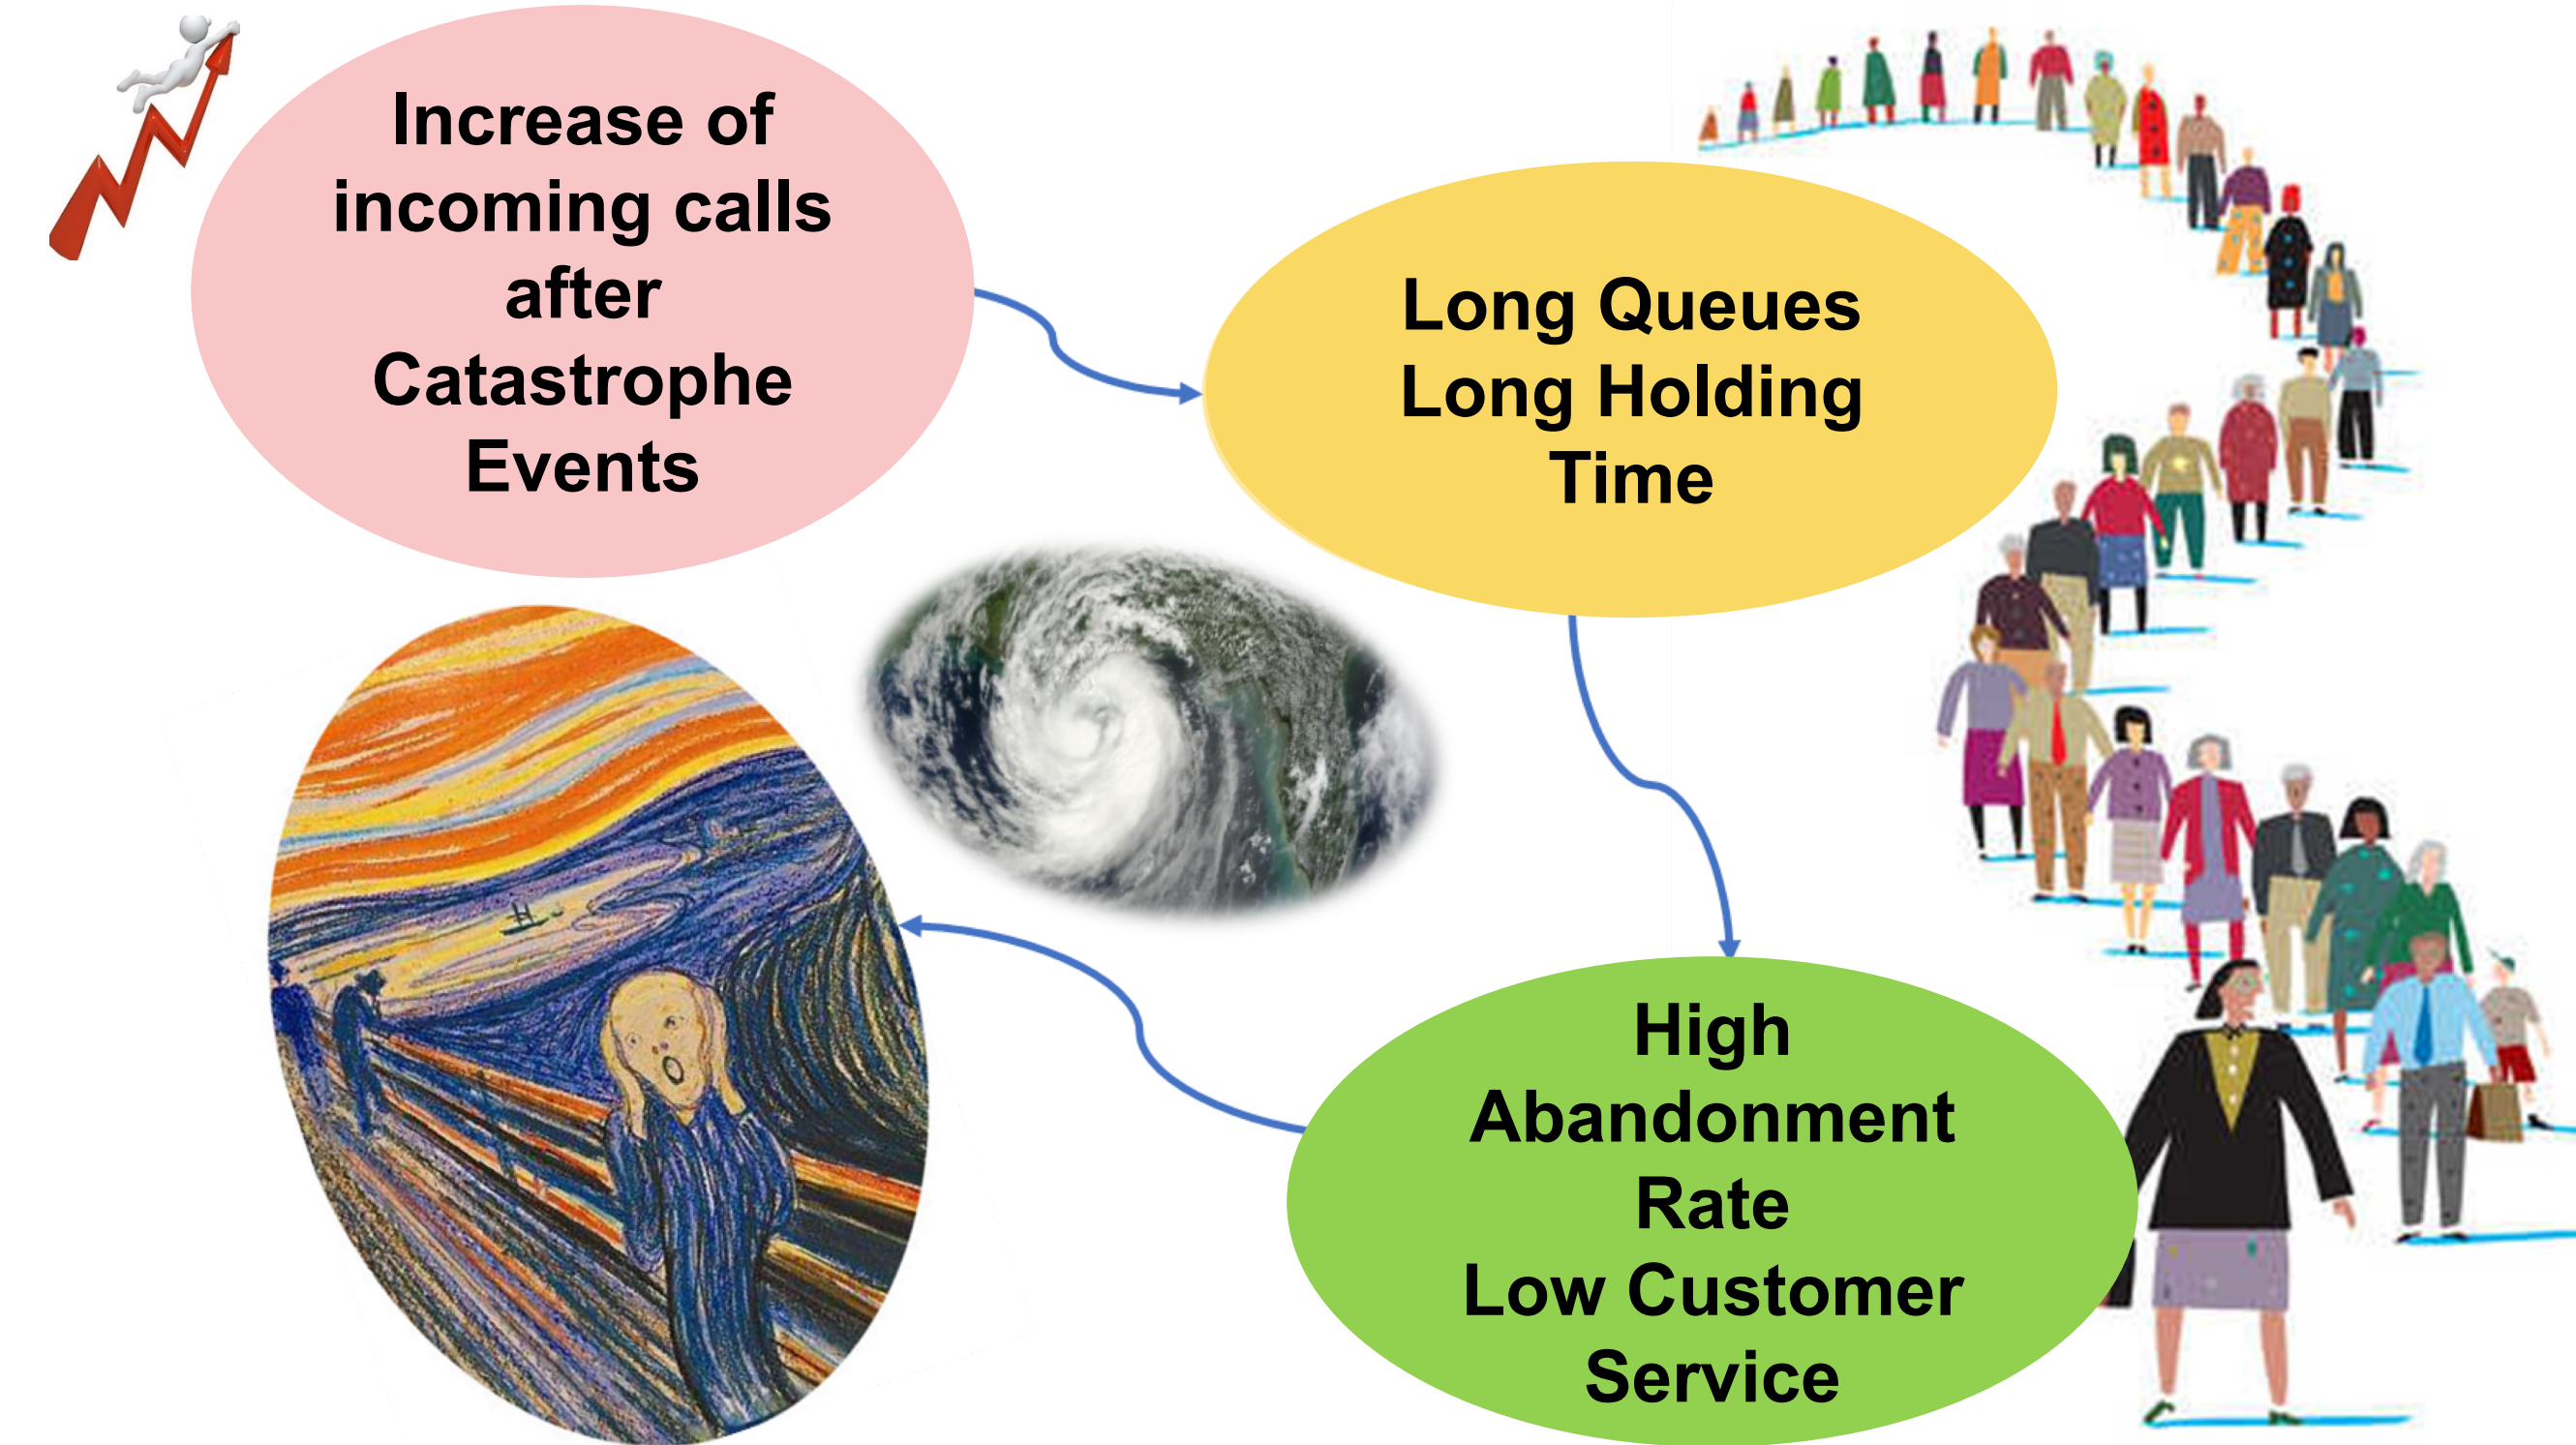 Increase of
incoming calls
after
Catastrophe
Events
Long Queues
Long Holding
Time
High
Abandonment
Rate
Low Customer
Service